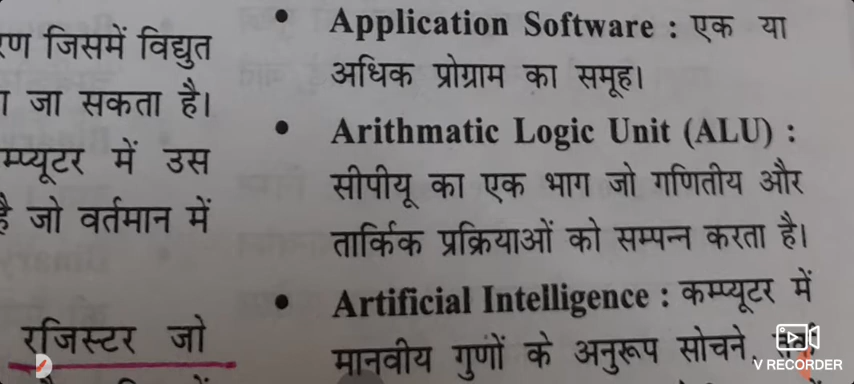 जिसमें विद्युत
जा सकता है।
में उस
है जो वर्तमान में
रजिस्टर जो
• Application Software : एक या
अधिक प्रोग्राम का समूह।
• Arithmatic Logic Unit (ALU) :
सीपीयू का एक भाग जो गणितीय और
तार्किक प्रक्रियाओं को सम्पन्न करता है।
• Artificial Intelligence : कम्प्यूटर में
मानवीय गुणों के अनुरूप सोचने,
V RECORDER